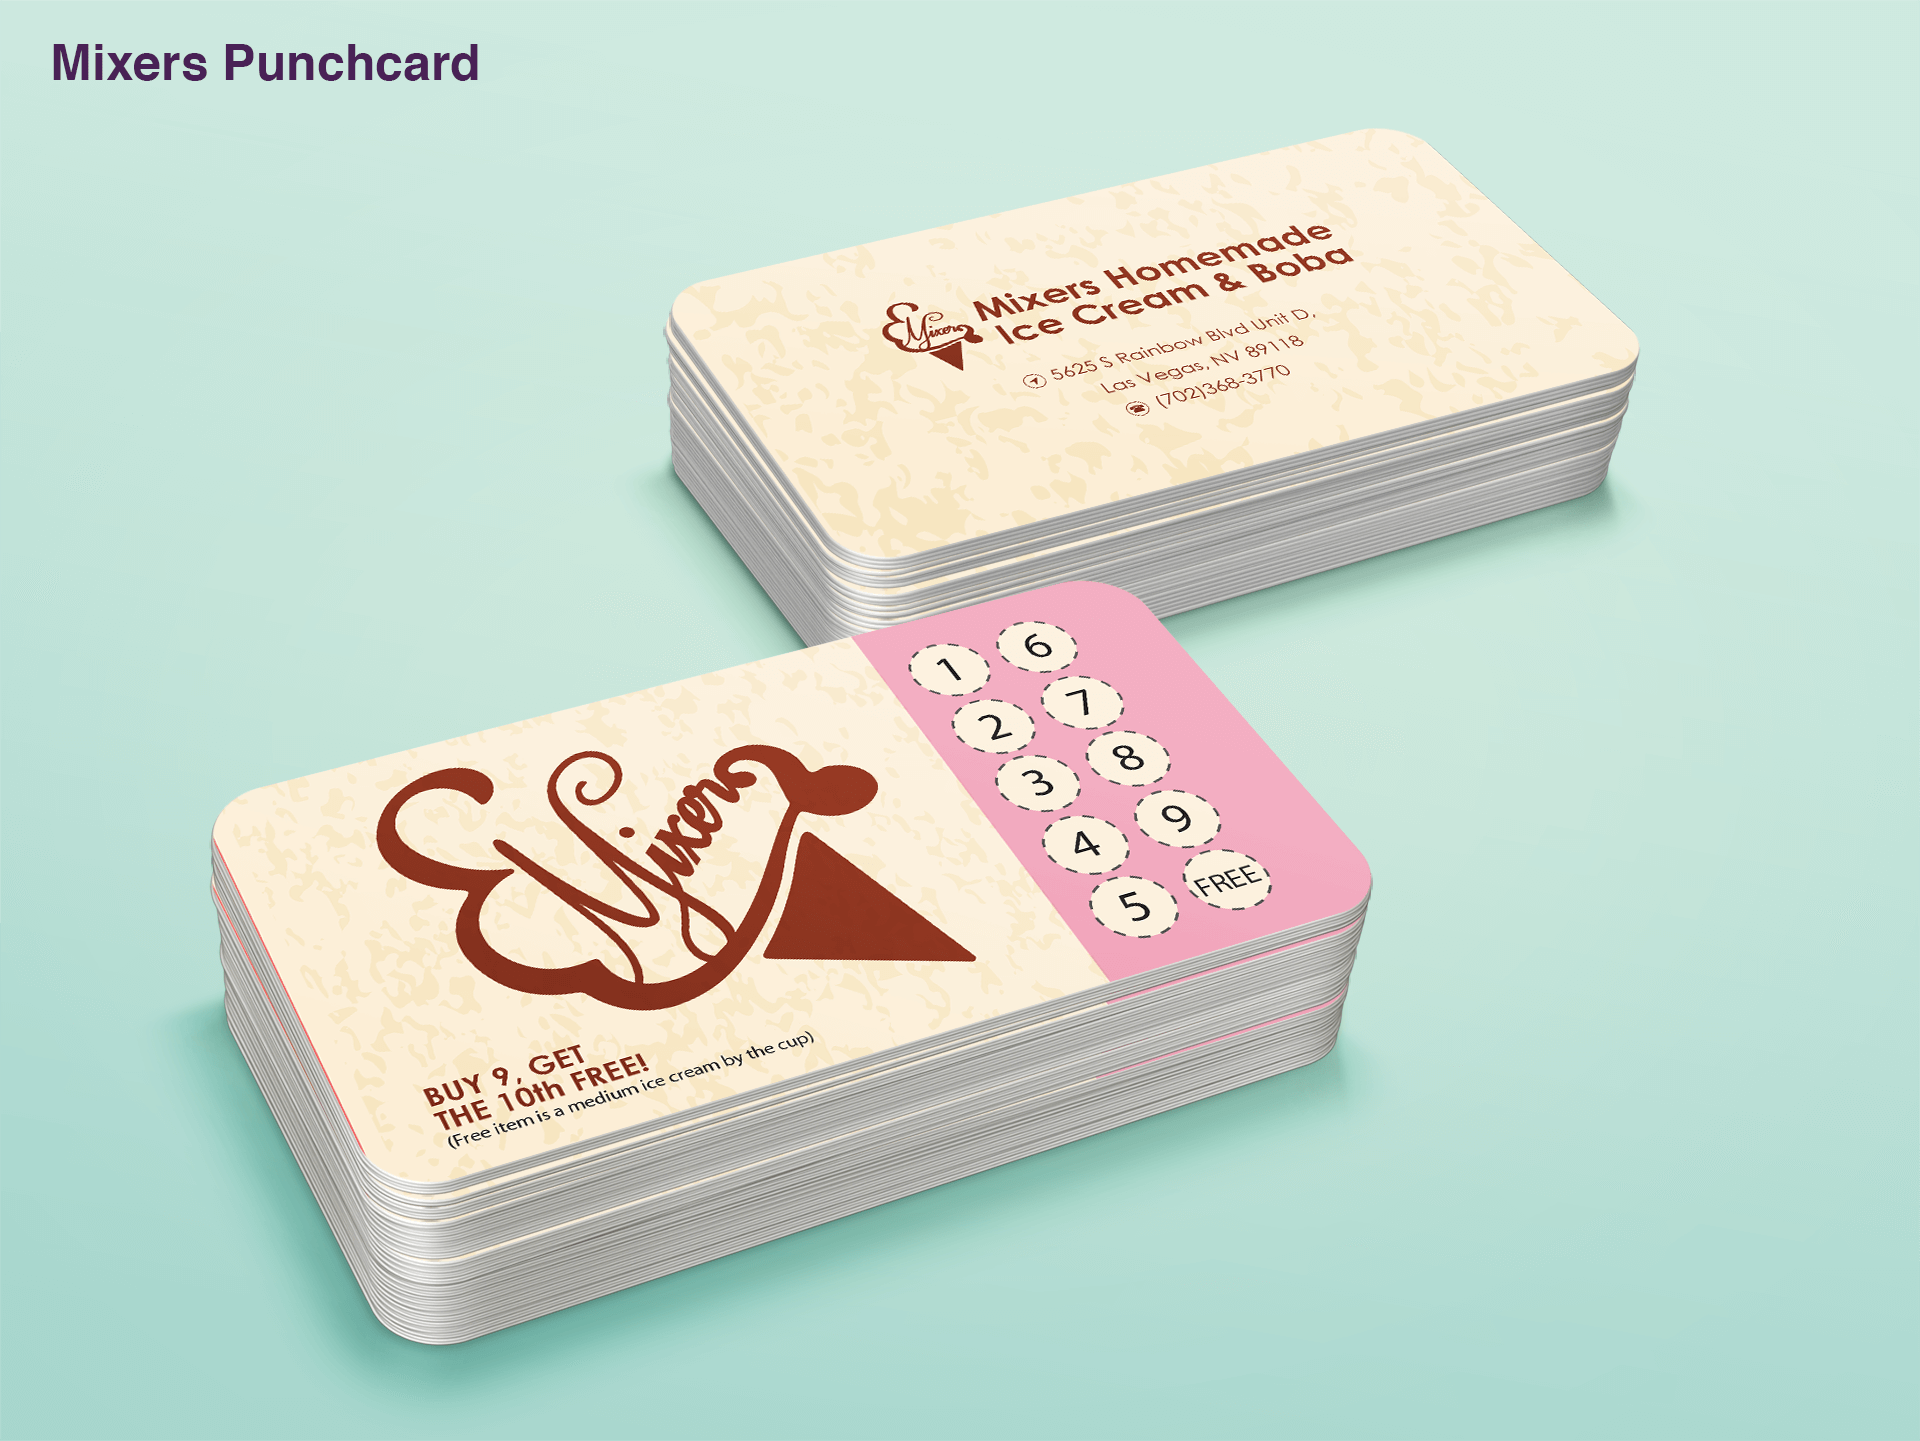 Mixers Punchcard
Mixers
Mixers Homemade
Ice Cream & Boba
5625 S Rainbow Blvd Unit D,
Las Vegas, NV 89118
(702)368-3770
1 6
2 7
3 8
4 9
5 FREE
Mixers
BUY 9, GET
THE 10th FREE!
(Free item is a medium ice cream by the cup)